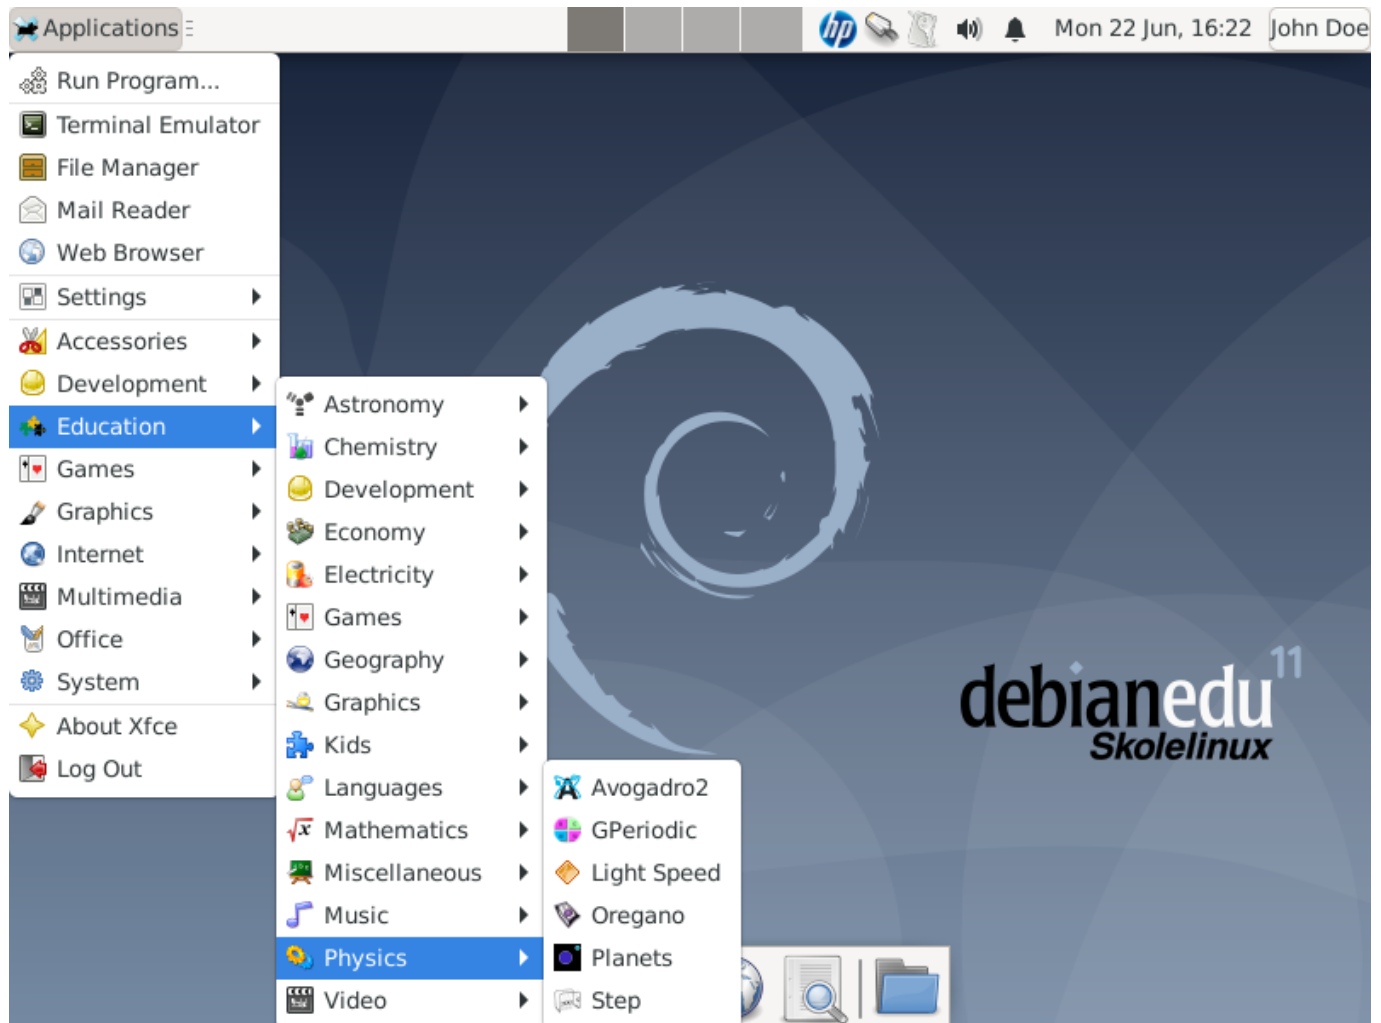 Applications
Mon 22 Jun, 16:22
John Doe
Run Program...
Terminal Emulator
File Manager
Mail Reader
Web Browser
Settings
Accessories
Development
Education
Games
Graphics
Internet
Multimedia
Office
System
About Xfce
Log Out
Astronomy
Chemistry
Development
Economy
Electricity
Games
Geography
Graphics
Kids
Languages
Mathematics
Miscellaneous
Music
Physics
Video
Avogadro2
GPeriodic
Light Speed
Oregano
Planets
Step
debianedu 11
Skolelinux
hp